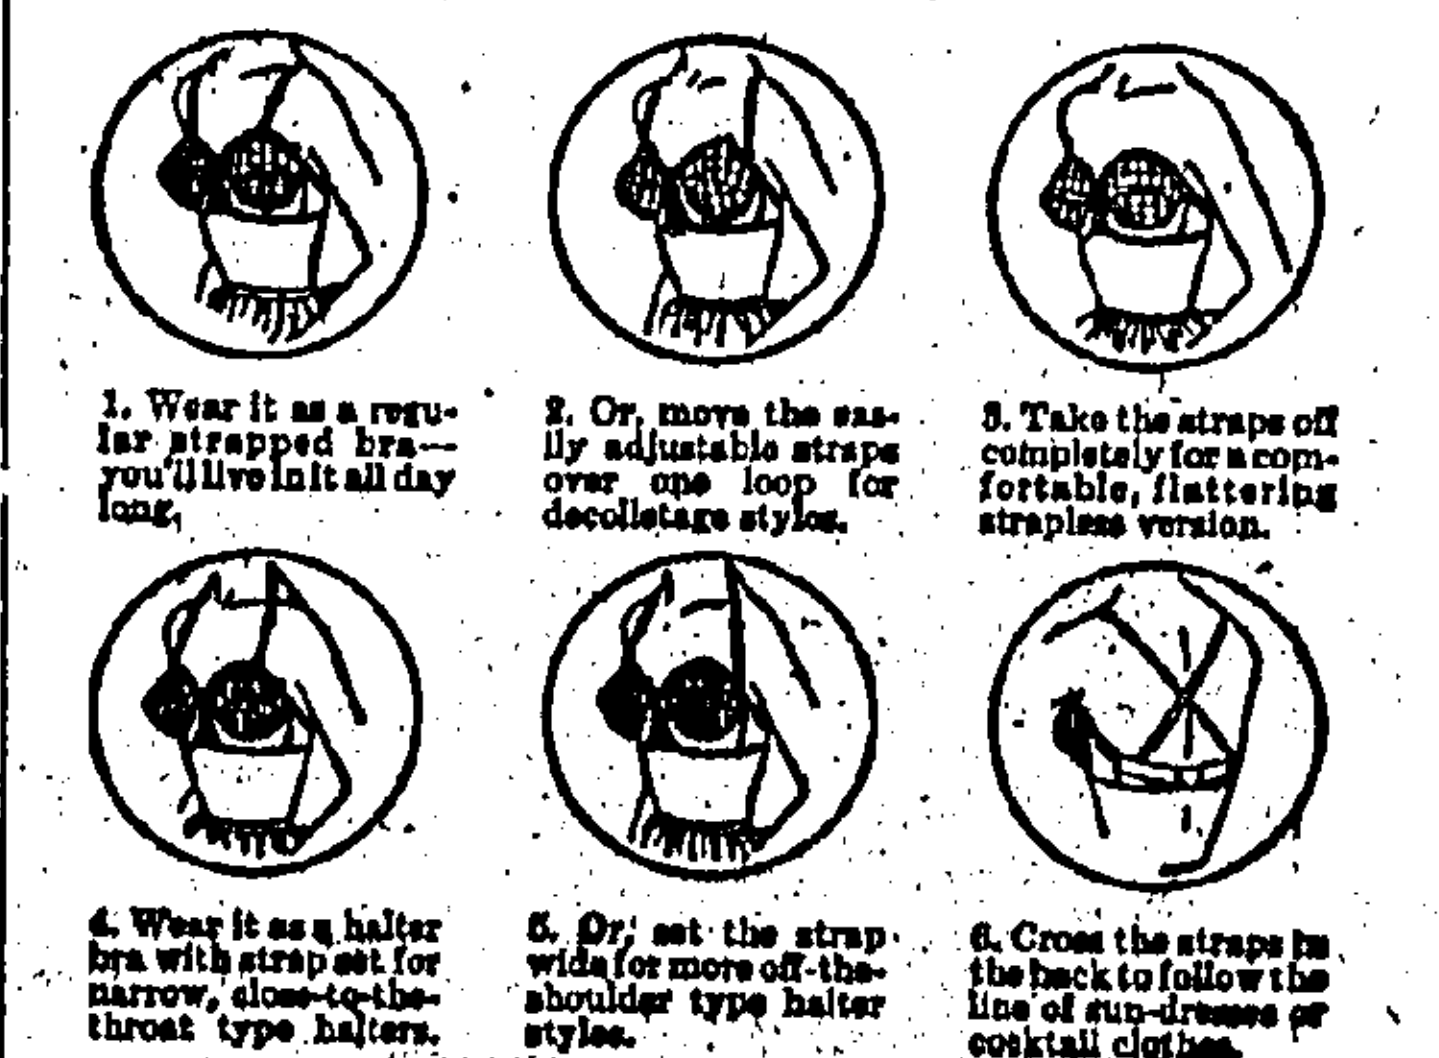 1. Wear it as a regu-
lar strapped bra—
you'll live in it all day
long.
2. Or, move the eas-
ily adjustable straps
over one loop for
decolletage styles.
3. Take the straps off
completely for a com-
fortable, flattering
strapless version.
4. Wear it as a halter
bra with strap set for
narrow, close-to-the-
throat type halters.
5. Or, set the strap
wide for more off-the-
shoulder type halter
styles.
6. Cross the straps in
the back to follow the
line of sun-dresses or
cocktail clothes.